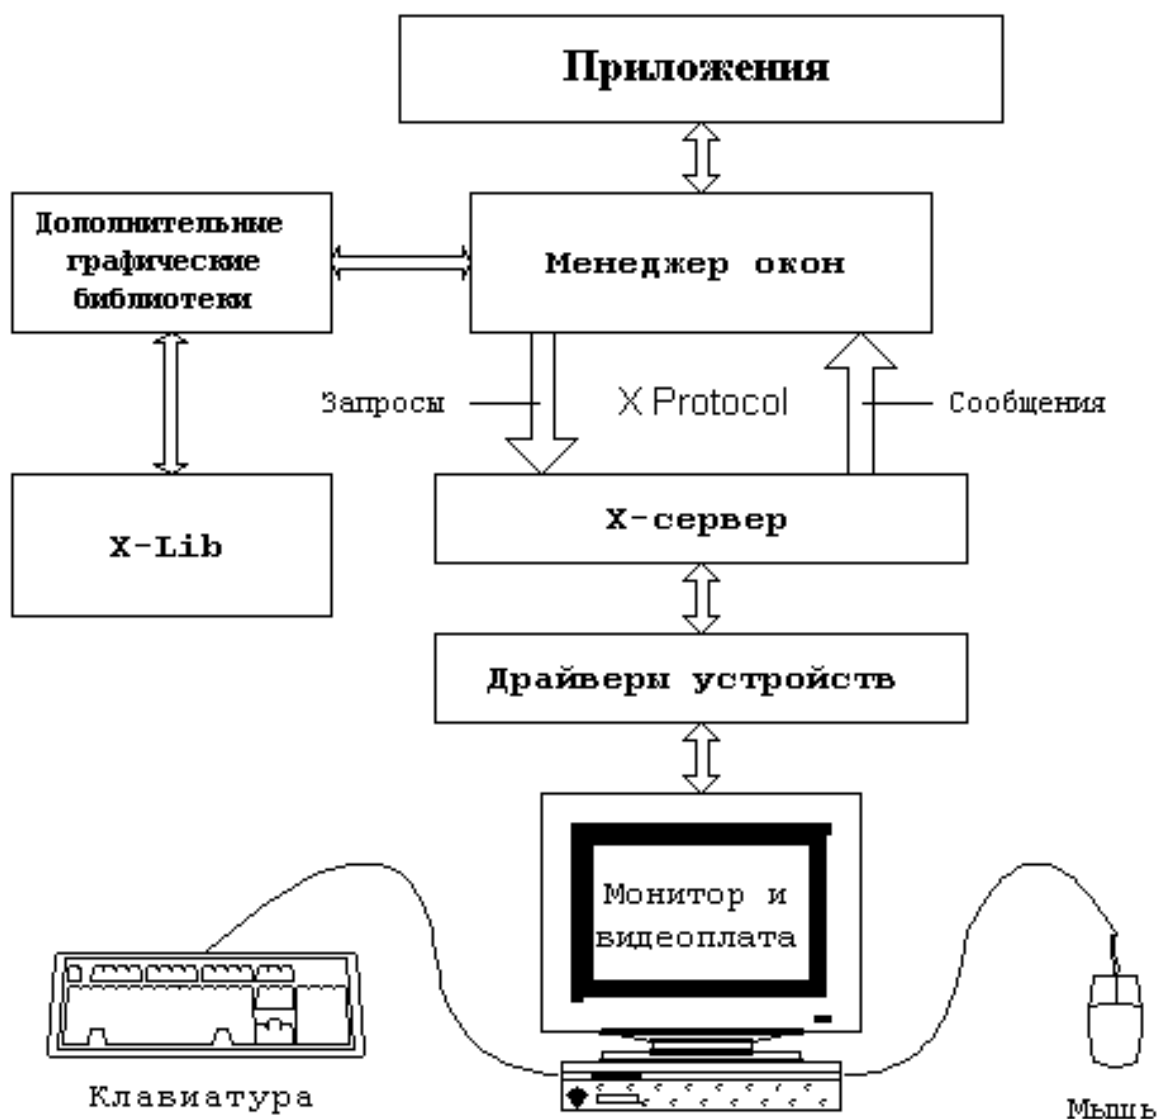 Приложения
Дополнительные
графические
библиотеки
Менеджер окон
Запросы
X Protocol
Сообщения
X-Lib
X-сервер
Драйверы устройств
Монитор и
видеоплата
Клавиатура
Мышь